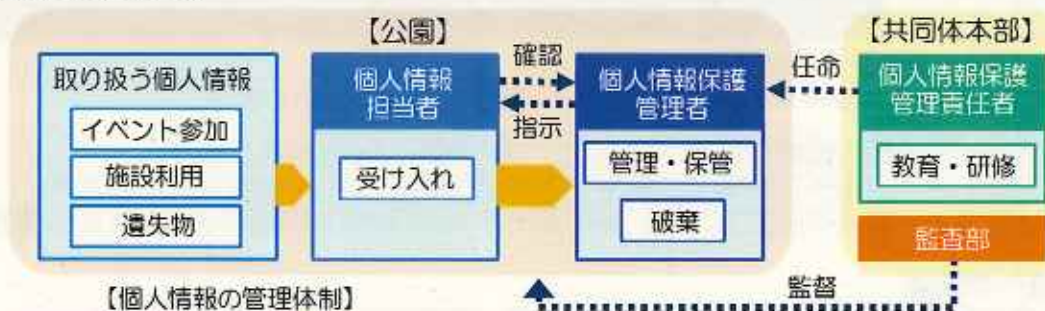 【公園】
【共同体本部】
取り扱う個人情報
イベント参加
施設利用
遺失物
個人情報
担当者
受け入れ
確認
指示
個人情報保護
管理者
管理・保管
破棄
任命
個人情報保護
管理責任者
教育・研修
監査部
監督
【個人情報の管理体制】